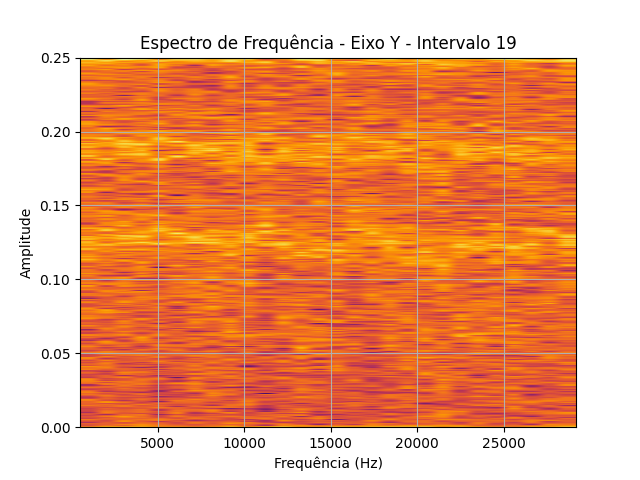 Espectro de Frequência - Eixo Y - Intervalo 19
0.25
0.20
0.15
0.10
0.05
0.00
Amplitude
5000 10000 15000 20000 25000
Frequência (Hz)